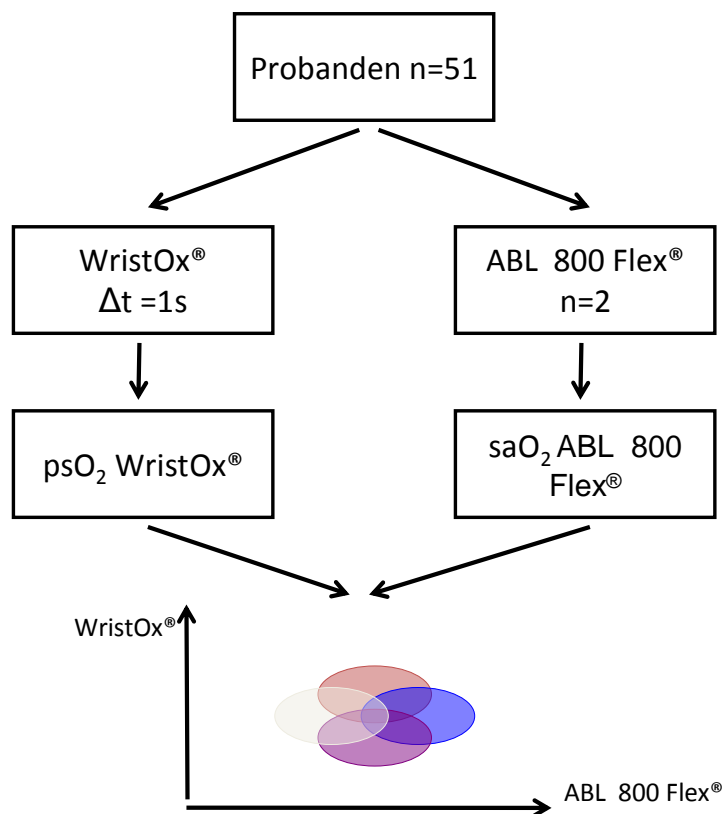 Probanden n=51
WristOx®
Δt =1s
ABL 800 Flex®
n=2
psO₂ WristOx®
saO₂ ABL 800
Flex®
WristOx®
ABL 800 Flex®